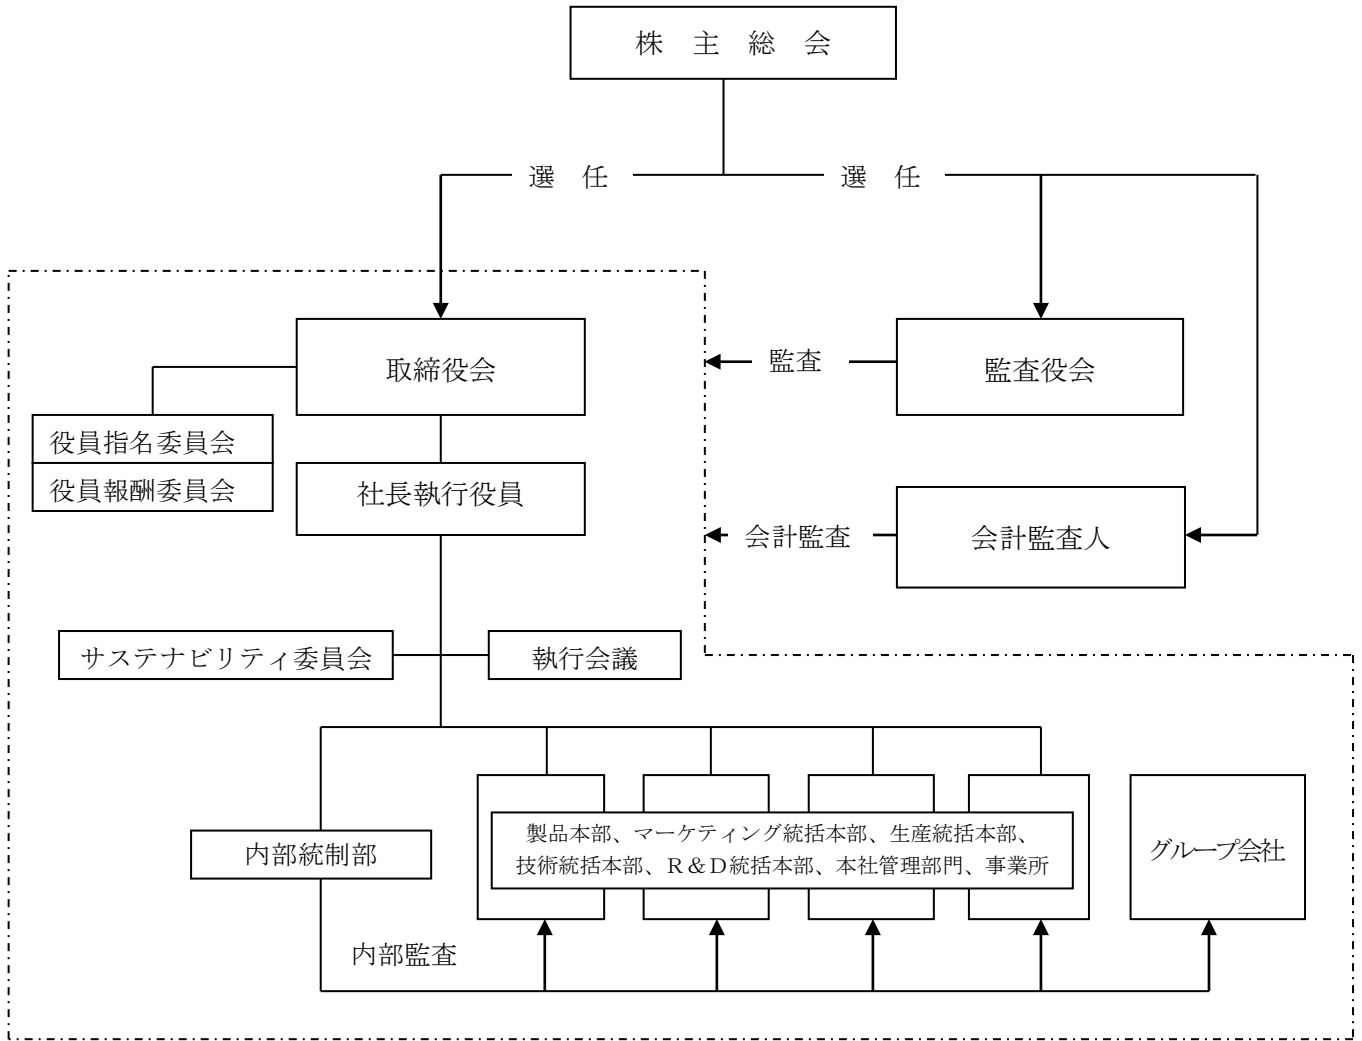 株　主　総　会
選　任
選　任
取締役会
監査
監査役会
役員指名委員会
役員報酬委員会
社長執行役員
会計監査
会計監査人
サステナビリティ委員会
執行会議
内部統制部
製品本部、マーケティング統括本部、生産統括本部、
技術統括本部、Ｒ＆Ｄ統括本部、本社管理部門、事業所
グループ会社
内部監査